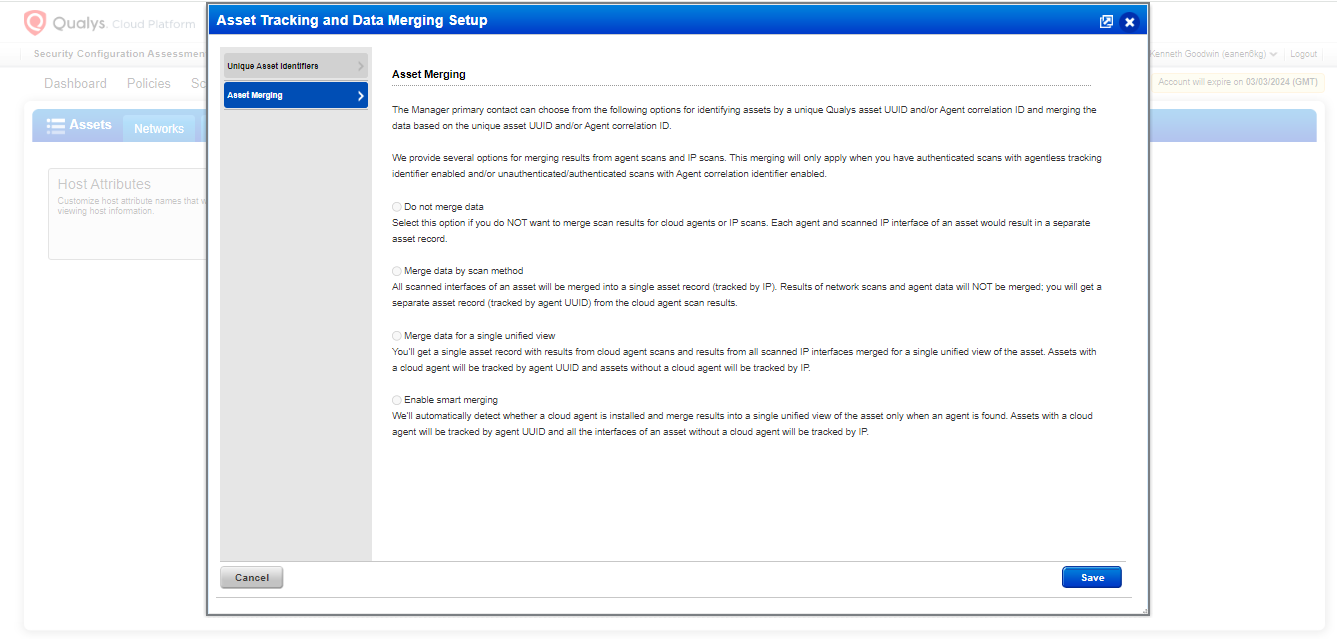 Qualys. Cloud Platform
Asset Tracking and Data Merging Setup
Security Configuration Assessmen
Kenneth Goodwin (eanen5kg)
Logout
Dashboard Policies Sc
Account will expire on 03/03/2024 (GMT)
Assets
Networks
Host Attributes
Customize host attribute names that w
viewing host information.
Unique Asset Identifiers
Asset Merging
Asset Merging
The Manager primary contact can choose from the following options for identifying assets by a unique Qualys asset UUID and/or Agent correlation ID and merging the
data based on the unique asset UUID and/or Agent correlation ID.
We provide several options for merging results from agent scans and IP scans. This merging will only apply when you have authenticated scans with agentless tracking
identifier enabled and/or unauthenticated/authenticated scans with Agent correlation identifier enabled.
Do not merge data
Select this option if you do NOT want to merge scan results for cloud agents or IP scans. Each agent and scanned IP interface of an asset would result in a separate
asset record.
Merge data by scan method
All scanned interfaces of an asset will be merged into a single asset record (tracked by IP). Results of network scans and agent data will NOT be merged; you will get a
separate asset record (tracked by agent UUID) from the cloud agent scan results.
Merge data for a single unified view
You'll get a single asset record with results from cloud agent scans and results from all scanned IP interfaces merged for a single unified view of the asset. Assets with
a cloud agent will be tracked by agent UUID and assets without a cloud agent will be tracked by IP.
Enable smart merging
We'll automatically detect whether a cloud agent is installed and merge results into a single unified view of the asset only when an agent is found. Assets with a cloud
agent will be tracked by agent UUID and all the interfaces of an asset without a cloud agent will be tracked by IP.
Cancel
Save